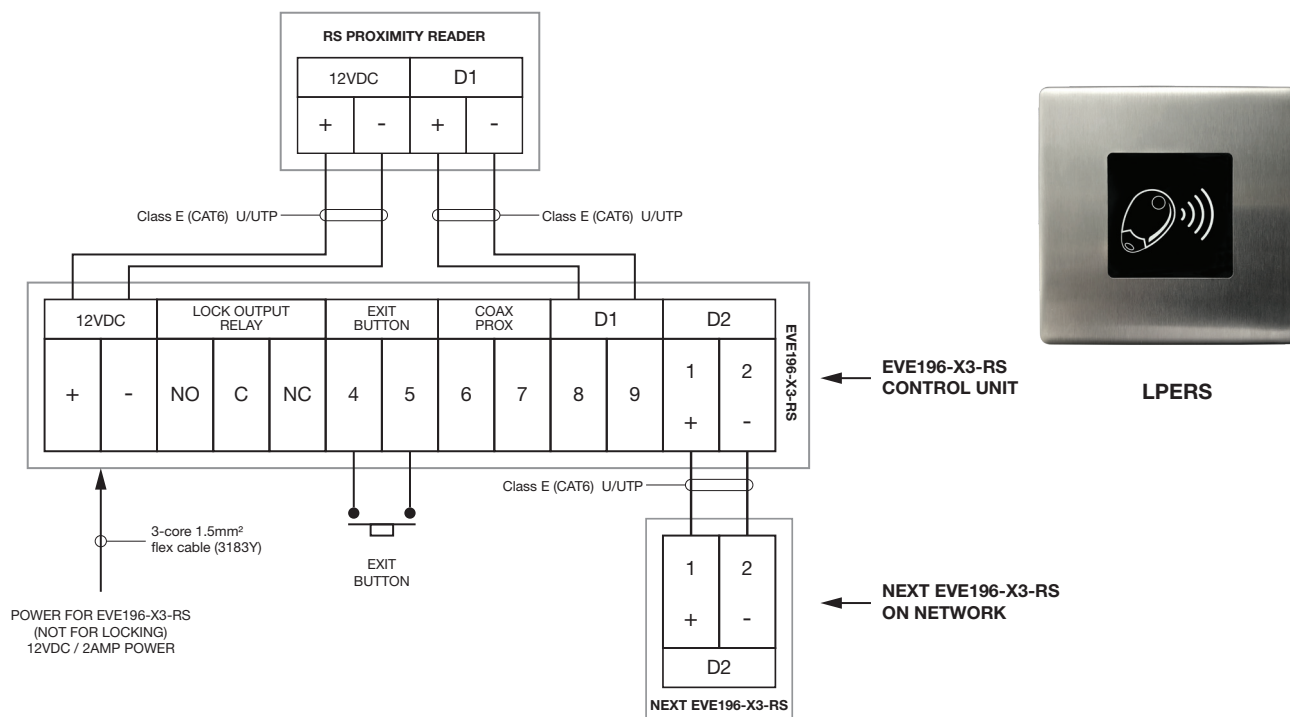 RS PROXIMITY READER
12VDC D1
+ - + -
Class E (CAT6) U/UTP
Class E (CAT6) U/UTP
12VDC
LOCK OUTPUT
RELAY
EXIT
BUTTON
COAX
PROX
D1
D2
+ - NO C NC 4 5 6 7 8 9
1 2
+ -
EVE196-X3-RS
EVE196-X3-RS
CONTROL UNIT
LPERS
Class E (CAT6) U/UTP
3-core 1.5mm²
flex cable (3183Y)
EXIT
BUTTON
POWER FOR EVE196-X3-RS
(NOT FOR LOCKING)
12VDC / 2AMP POWER
1 2
+ -
D2
NEXT EVE196-X3-RS
NEXT EVE196-X3-RS
ON NETWORK